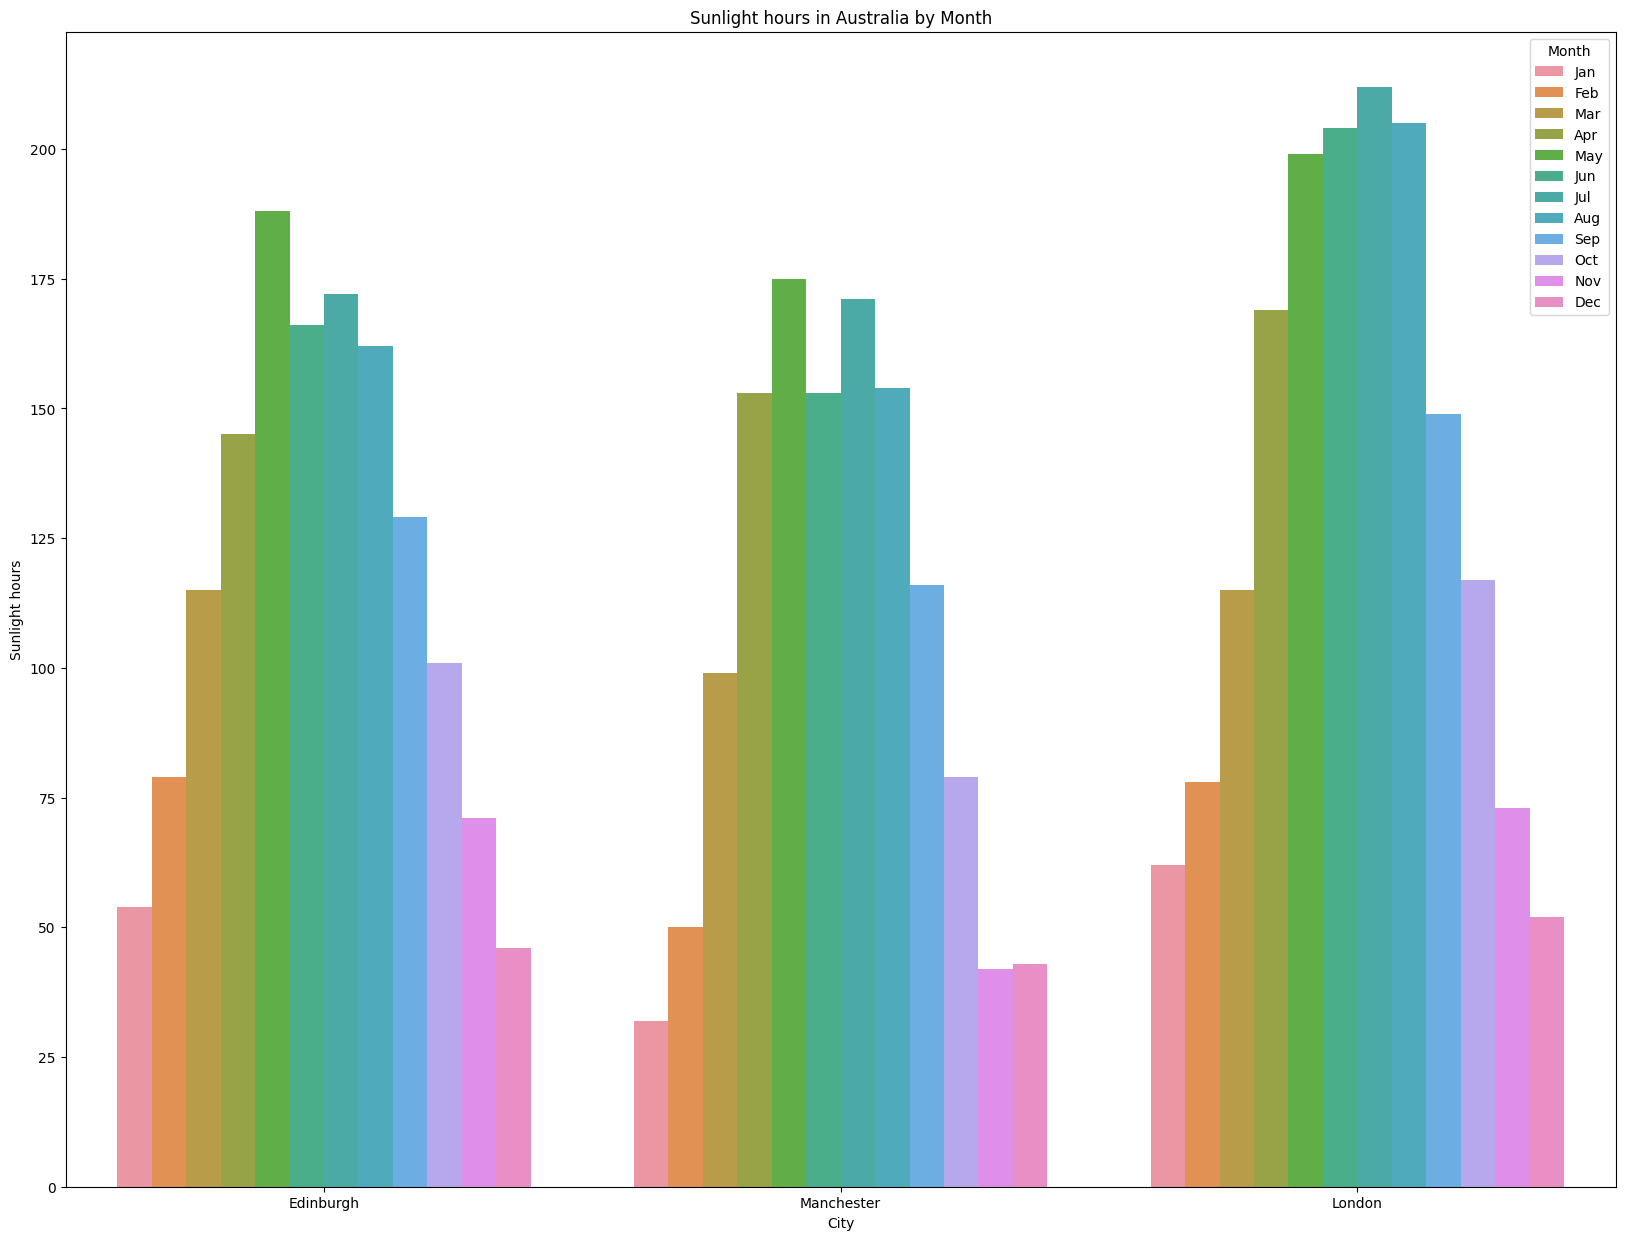 Sunlight hours in Australia by Month
Month
Jan
Feb
Mar
Apr
May
Jun
Jul
Aug
Sep
Oct
Nov
Dec
Sunlight hours
200
175
150
125
100
75
50
25
0
Edinburgh Manchester London
City